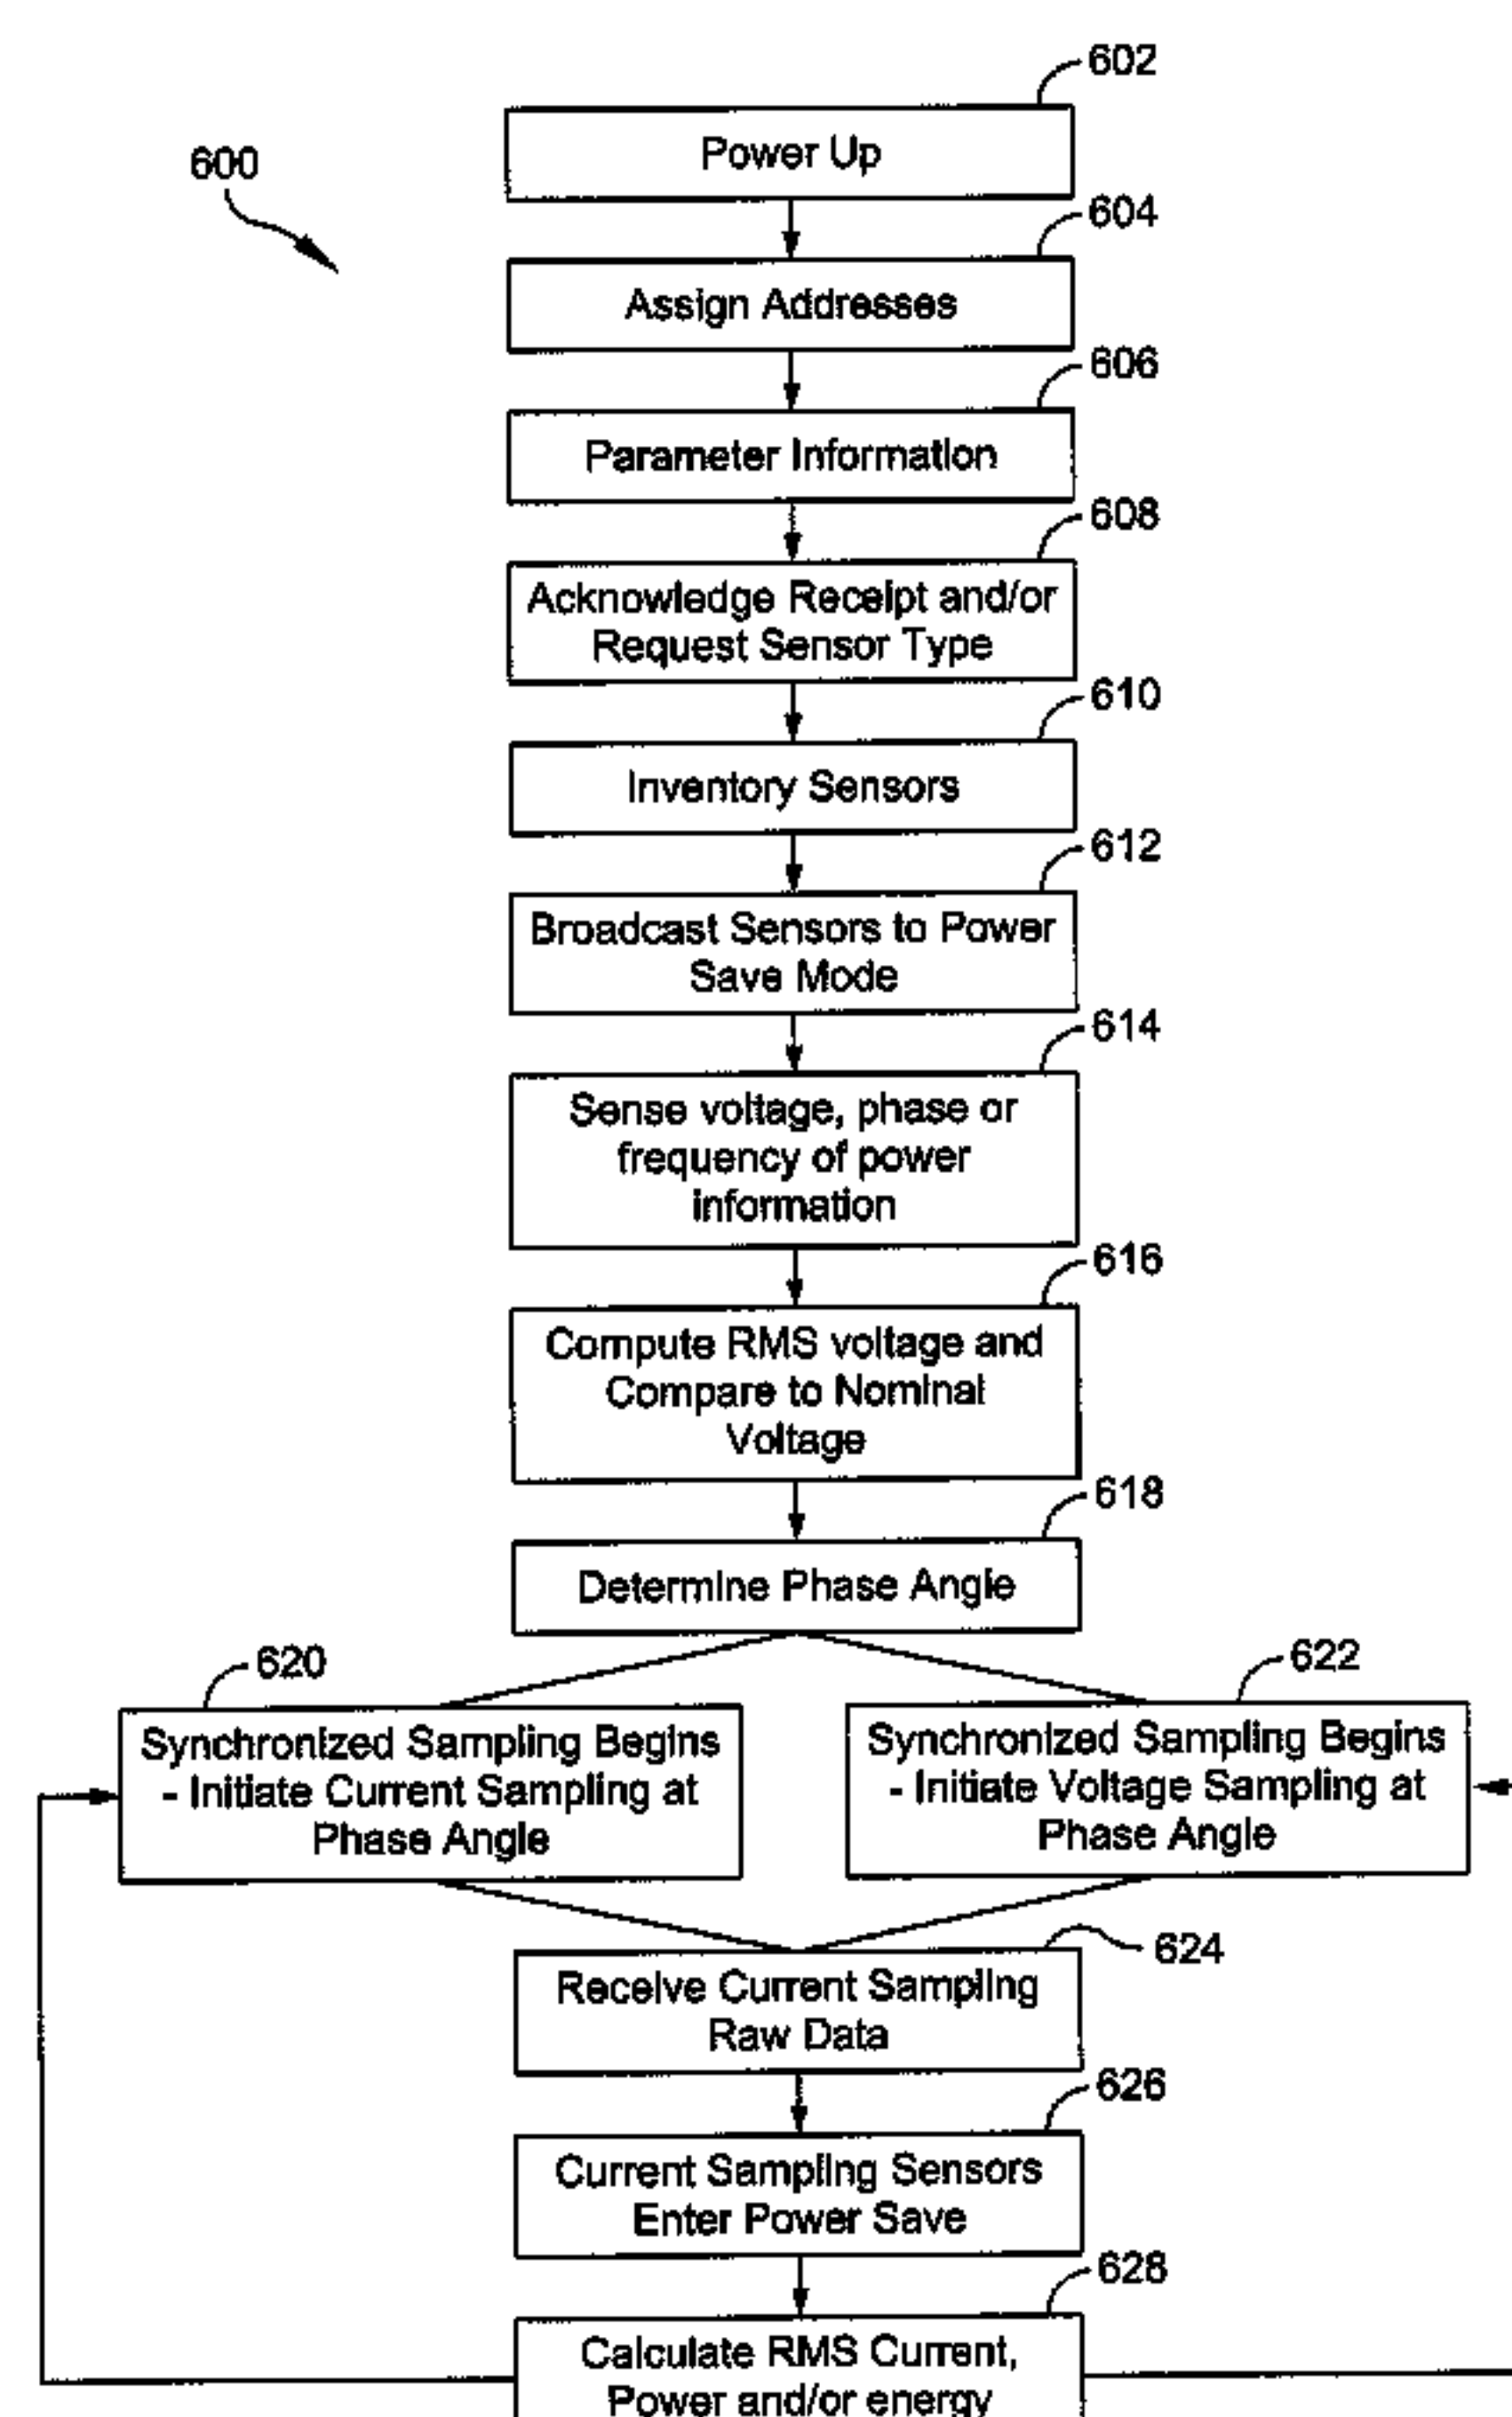 602
600
Power Up
604
Assign Addresses
606
Parameter Information
608
Acknowledge Receipt and/or
Request Sensor Type
610
Inventory Sensors
612
Broadcast Sensors to Power
Save Mode
614
Sense voltage, phase or
frequency of power
information
616
Compute RMS voltage and
Compare to Nominal
Voltage
618
Determine Phase Angle
620
622
Synchronized Sampling Begins
- Initiate Current Sampling at
Phase Angle
Synchronized Sampling Begins
- Initiate Voltage Sampling at
Phase Angle
624
Receive Current Sampling
Raw Data
626
Current Sampling Sensors
Enter Power Save
628
Calculate RMS Current,
Power and/or energy